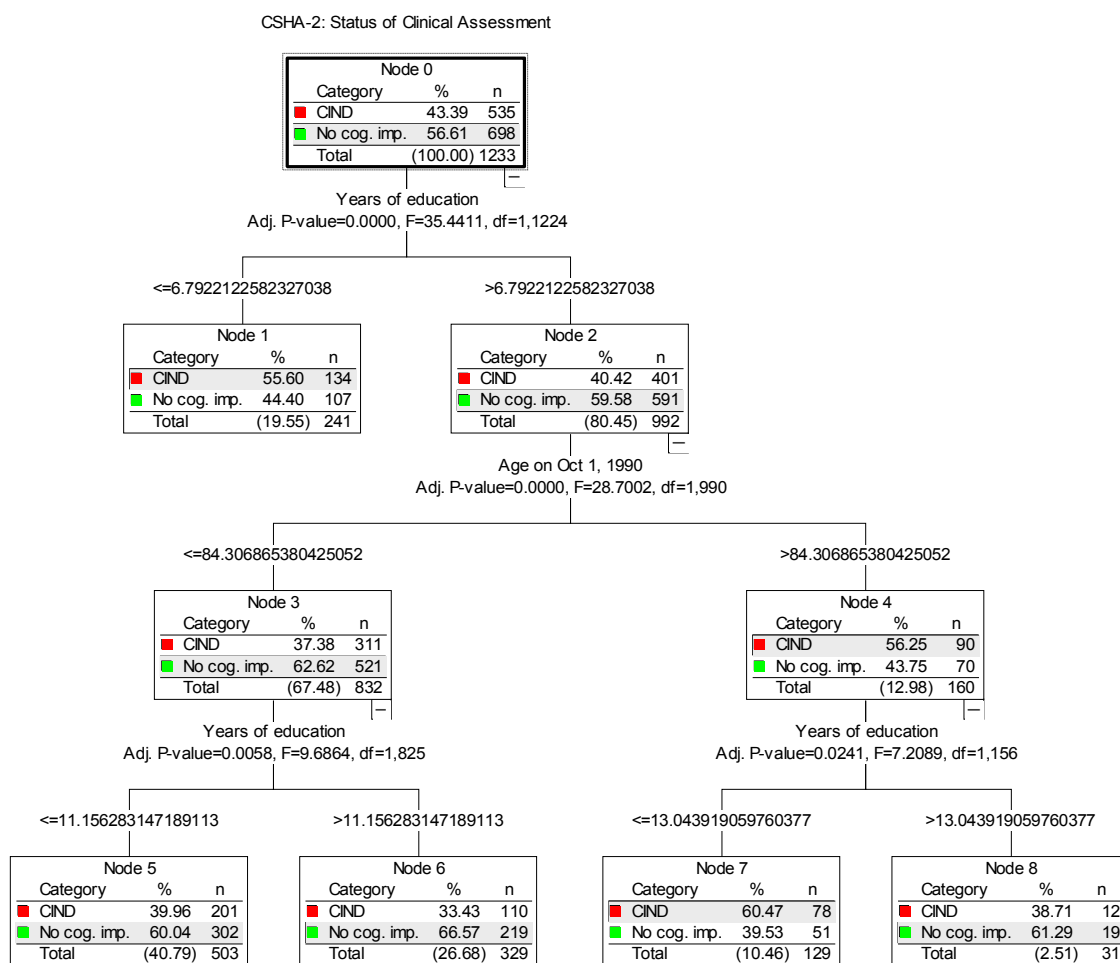 CSHA-2: Status of Clinical Assessment
Node 0
Category % n
CIND 43.39 535
No cog. imp. 56.61 698
Total (100.00) 1233
Years of education
Adj. P-value=0.0000, F=35.4411, df=1,1224
<=6.7922122582327038
>6.7922122582327038
Node 1
Category % n
CIND 55.60 134
No cog. imp. 44.40 107
Total (19.55) 241
Node 2
Category % n
CIND 40.42 401
No cog. imp. 59.58 591
Total (80.45) 992
Age on Oct 1, 1990
Adj. P-value=0.0000, F=28.7002, df=1,990
<=84.306865380425052
>84.306865380425052
Node 3
Category % n
CIND 37.38 311
No cog. imp. 62.62 521
Total (67.48) 832
Node 4
Category % n
CIND 56.25 90
No cog. imp. 43.75 70
Total (12.98) 160
Years of education
Adj. P-value=0.0058, F=9.6864, df=1,825
Years of education
Adj. P-value=0.0241, F=7.2089, df=1,156
<=11.156283147189113
>11.156283147189113
<=13.043919059760377
>13.043919059760377
Node 5
Category % n
CIND 39.96 201
No cog. imp. 60.04 302
Total (40.79) 503
Node 6
Category % n
CIND 33.43 110
No cog. imp. 66.57 219
Total (26.68) 329
Node 7
Category % n
CIND 60.47 78
No cog. imp. 39.53 51
Total (10.46) 129
Node 8
Category % n
CIND 38.71 12
No cog. imp. 61.29 19
Total (2.51) 31